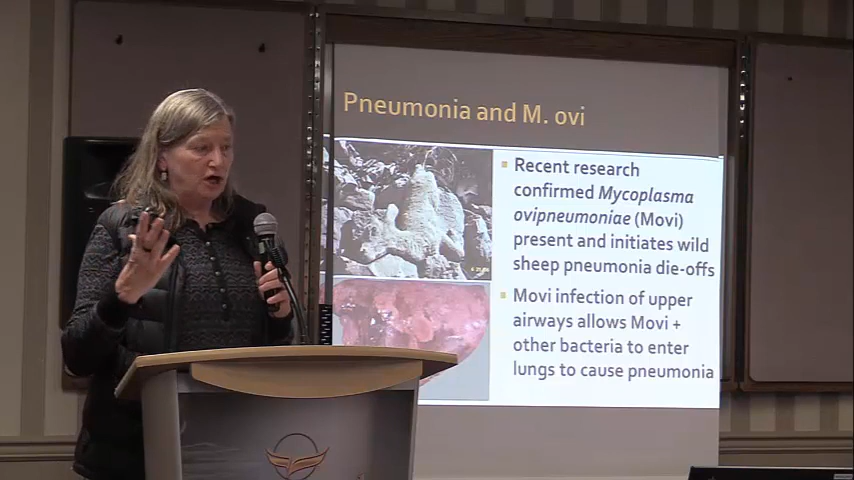 Pneumonia and M. ovi
Recent research
confirmed Mycoplasma
ovipneumoniae (Movi)
present and initiates wild
sheep pneumonia die-offs
Movi infection of upper
airways allows Movi +
other bacteria to enter
lungs to cause pneumonia